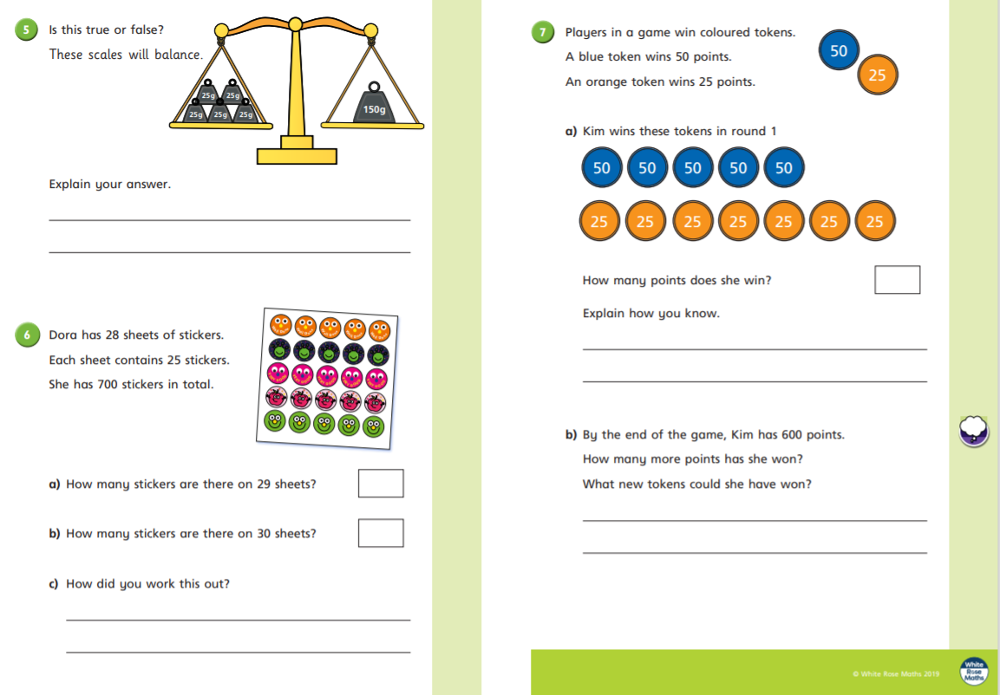 5 Is this true or false?
These scales will balance.
25g 25g
25g 25g 25g
150g
Explain your answer.
6 Dora has 28 sheets of stickers.
Each sheet contains 25 stickers.
She has 700 stickers in total.
a) How many stickers are there on 29 sheets?
b) How many stickers are there on 30 sheets?
c) How did you work this out?
7 Players in a game win coloured tokens.
A blue token wins 50 points.
An orange token wins 25 points.
50
25
a) Kim wins these tokens in round 1
50 50 50 50 50
25 25 25 25 25 25 25
How many points does she win?
Explain how you know.
b) By the end of the game, Kim has 600 points.
How many more points has she won?
What new tokens could she have won?
© White Rose Maths 2019
White
Rose
Maths